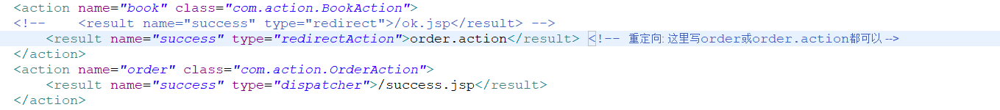 <action name="book" class="com.action.BookAction">
<!--    <result name="success" type="redirect">/ok.jsp</result> -->
    <result name="success" type="redirectAction">order.action</result> <!-- 重定向: 这里写order或order.action都可以 -->
</action>
<action name="order" class="com.action.OrderAction">
    <result name="success" type="dispatcher">/success.jsp</result>
</action>